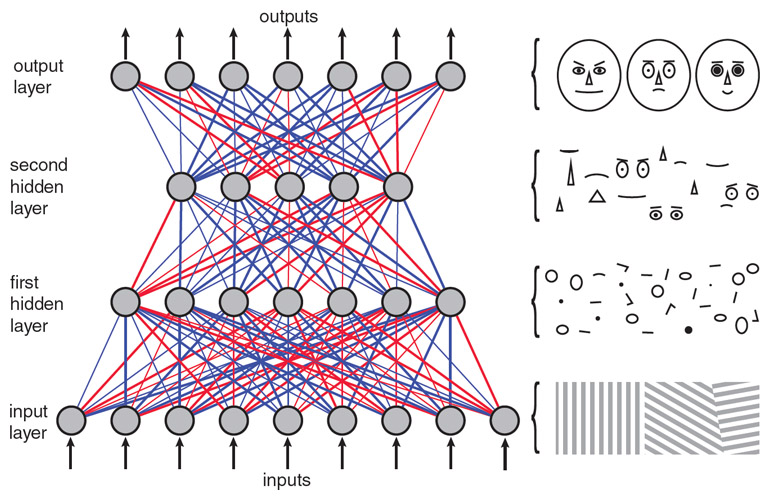 outputs
output
layer
second
hidden
layer
first
hidden
layer
input
layer
inputs